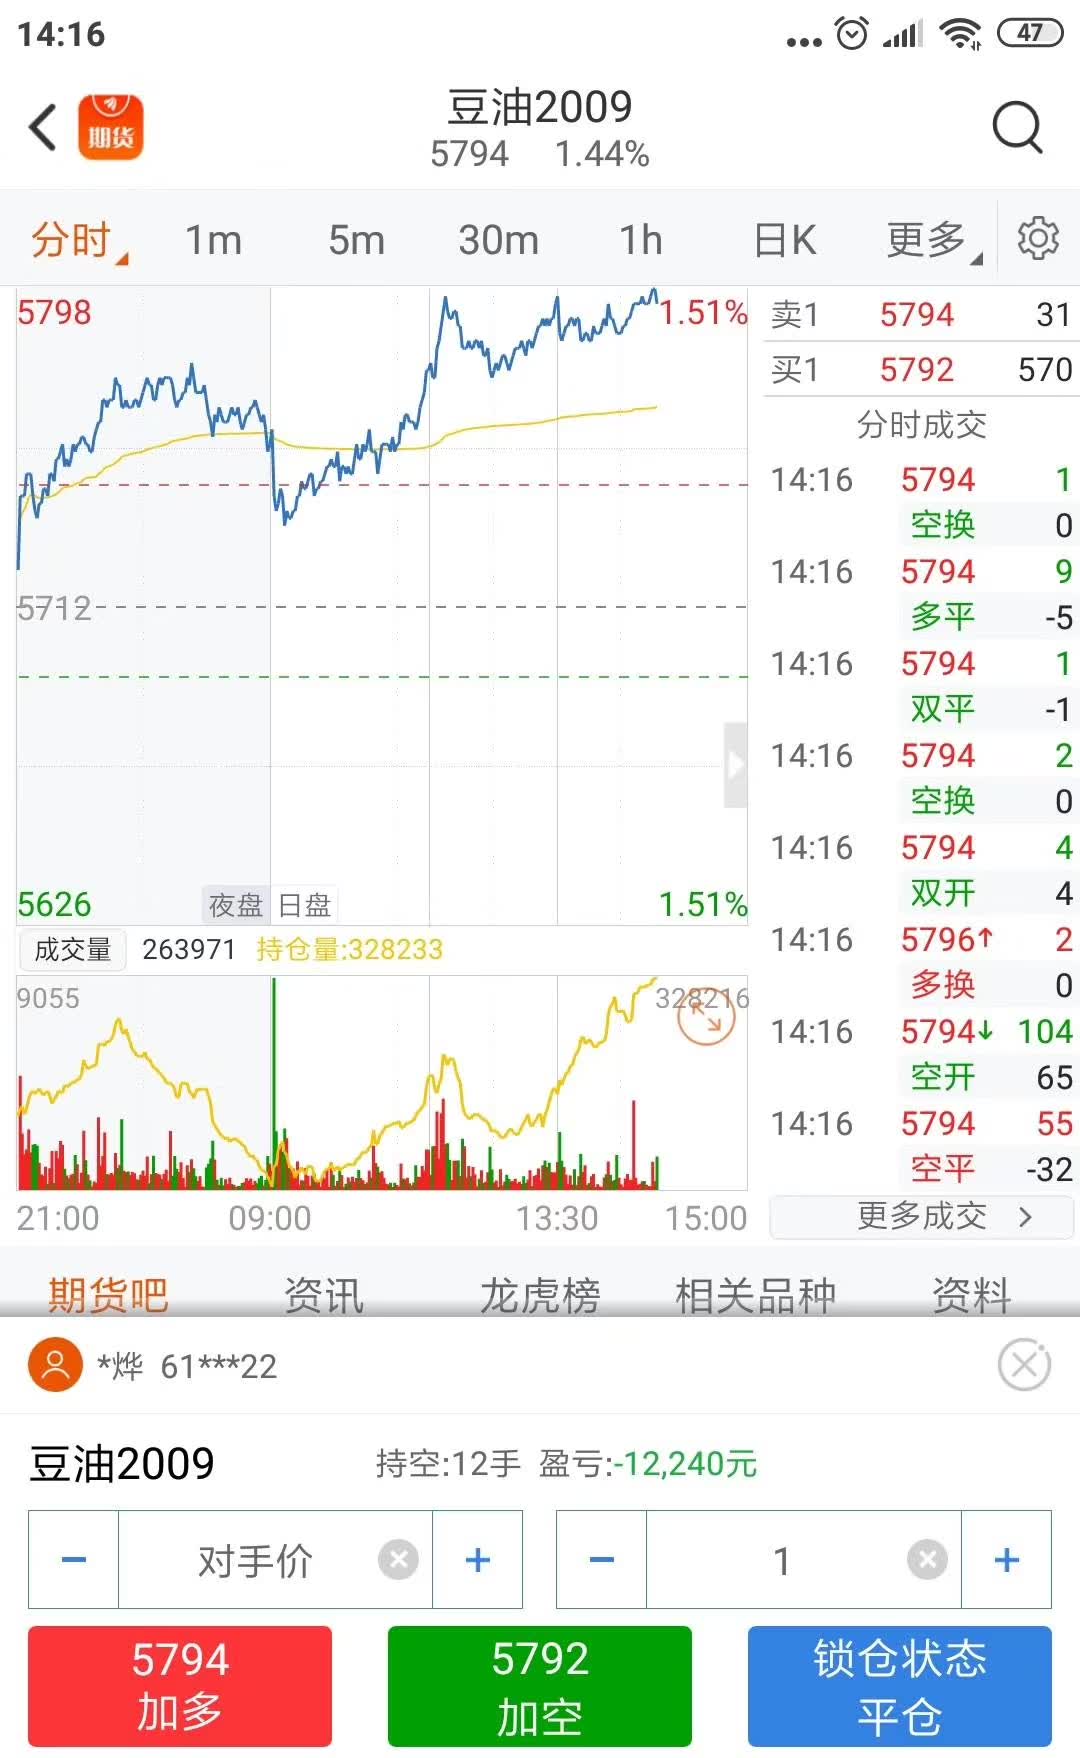 14:16
47
期货
豆油2009
5794 1.44%
分时 1m 5m 30m 1h 日K 更多
5798 1.51%
5712
5626 夜盘 日盘 1.51%
成交量 263971 持仓量:328233
9055 328216
21:00 09:00 13:30 15:00
卖1 5794 31
买1 5792 570
分时成交
14:16 5794 1
空换 0
14:16 5794 9
多平 -5
14:16 5794 1
双平 -1
14:16 5794 2
空换 0
14:16 5794 4
双开 4
14:16 5796↑ 2
多换 0
14:16 5794↓ 104
空开 65
14:16 5794 55
空平 -32
更多成交 >
期货吧 资讯 龙虎榜 相关品种 资料
*烨 61***22
豆油2009 持空:12手 盈亏:-12,240元
− 对手价 + − 1 +
5794 5792 锁仓状态
加多 加空 平仓